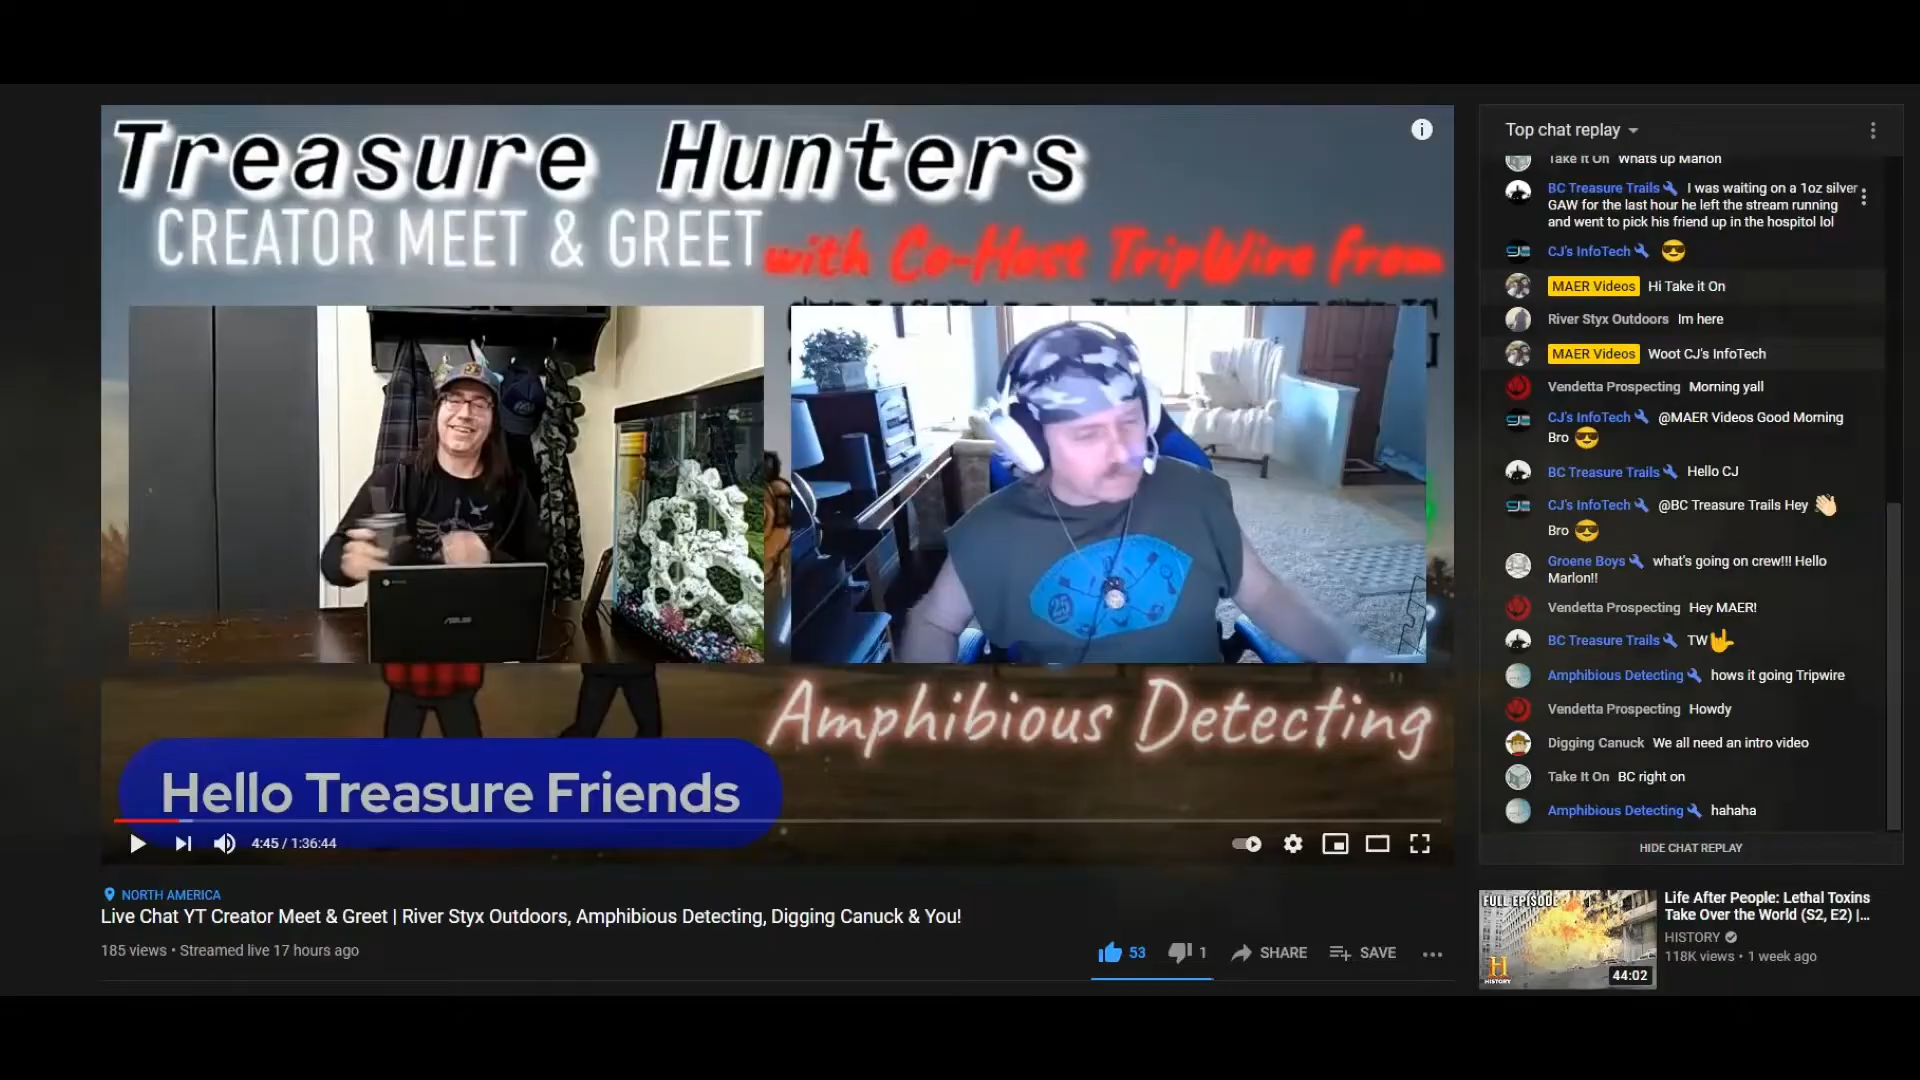 Treasure Hunters
CREATOR MEET & GREET
with Co-Host TripWire from
ASUS
25
Amphibious Detecting
Hello Treasure Friends
4:45 / 1:36:44
NORTH AMERICA
Live Chat YT Creator Meet & Greet | River Styx Outdoors, Amphibious Detecting, Digging Canuck & You!
185 views • Streamed live 17 hours ago
53
1
SHARE
SAVE
Top chat replay
Take It On Whats up Marlon
BC Treasure Trails I was waiting on a 1oz silver
GAW for the last hour he left the stream running
and went to pick his friend up in the hospitol lol
CJ's InfoTech 😎
MAER Videos Hi Take it On
River Styx Outdoors Im here
MAER Videos Woot CJ's InfoTech
Vendetta Prospecting Morning yall
CJ's InfoTech @MAER Videos Good Morning
Bro 😎
BC Treasure Trails Hello CJ
CJ's InfoTech @BC Treasure Trails Hey 👋
Bro 😎
Groene Boys what's going on crew!!! Hello
Marlon!!
Vendetta Prospecting Hey MAER!
BC Treasure Trails TW🤟
Amphibious Detecting hows it going Tripwire
Vendetta Prospecting Howdy
Digging Canuck We all need an intro video
Take It On BC right on
Amphibious Detecting hahaha
HIDE CHAT REPLAY
FULL EPISODE
H
HISTORY
44:02
Life After People: Lethal Toxins
Take Over the World (S2, E2) |...
HISTORY
118K views • 1 week ago